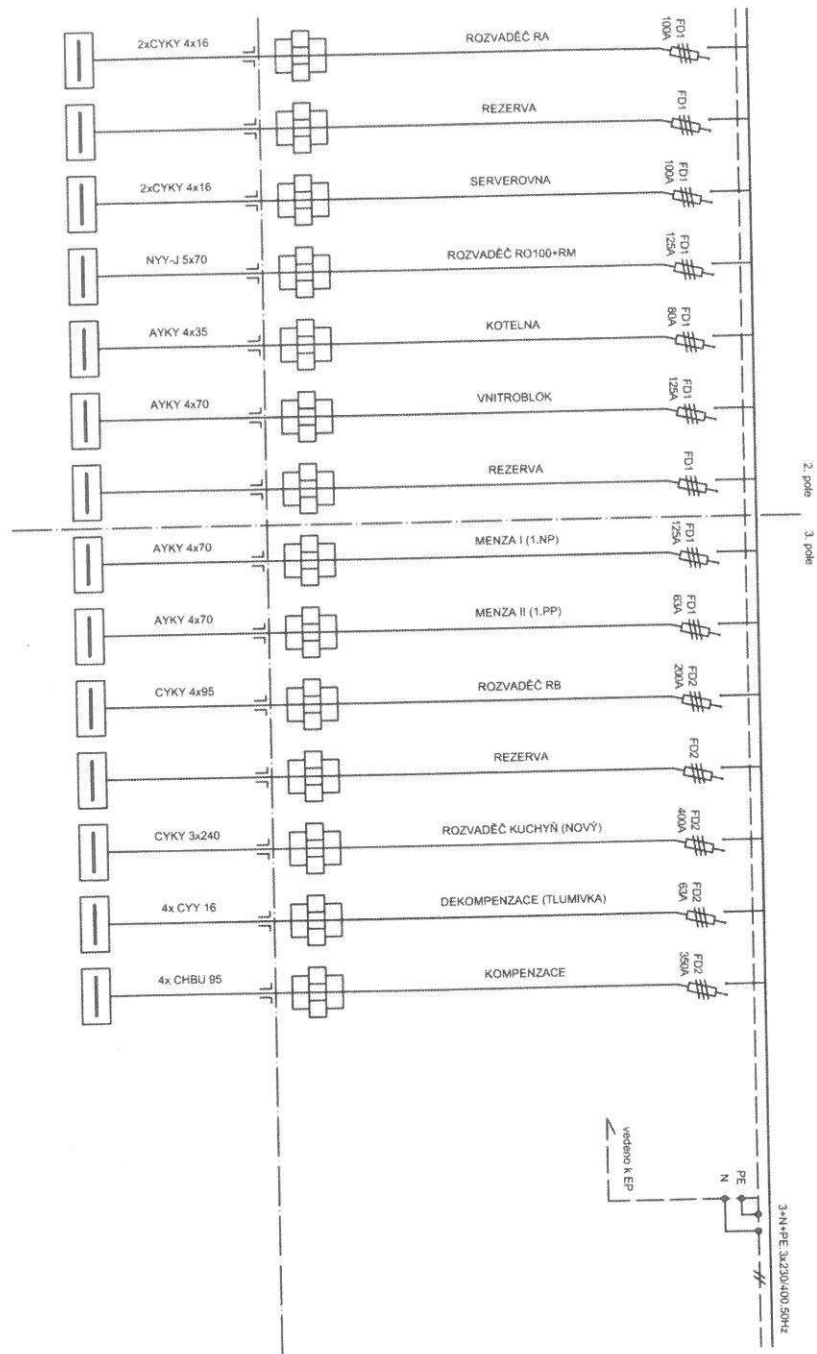 2xCYKY 4x16
ROZVADĚČ RA
FD1
100A
REZERVA
FD1
2xCYKY 4x16
SERVEROVNA
FD1
100A
NYY-J 5x70
ROZVADĚČ RO100+RM
FD1
125A
AYKY 4x35
KOTELNA
FD1
80A
AYKY 4x70
VNITROBLOK
FD1
125A
REZERVA
FD1
2. pole
3. pole
AYKY 4x70
MENZA I (1.NP)
FD1
125A
AYKY 4x70
MENZA II (1.PP)
FD1
63A
CYKY 4x95
ROZVADĚČ RB
FD2
200A
REZERVA
FD2
CYKY 3x240
ROZVADĚČ KUCHYŇ (NOVÝ)
FD2
400A
4x CYY 16
DEKOMPENZACE (TLUMIVKA)
FD2
63A
4x CHBU 95
KOMPENZACE
FD2
350A
vedeno k EP
PE
N
3+N+PE 3x230/400.50Hz